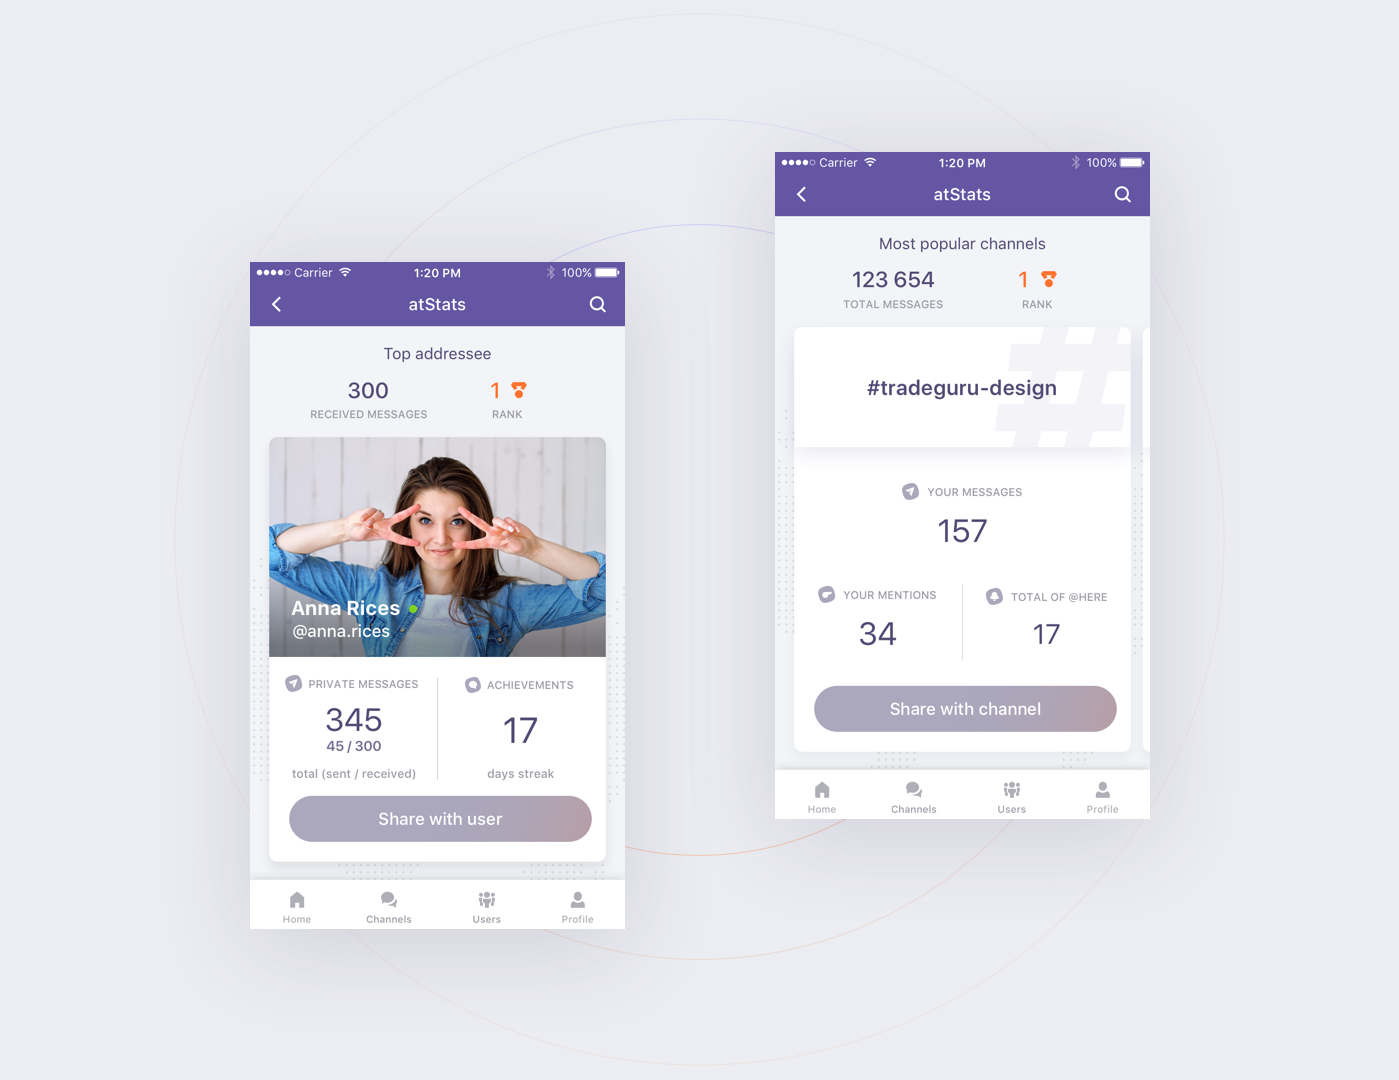 Carrier 1:20 PM 100%
atStats
Top addressee
300 1
RECEIVED MESSAGES RANK
Anna Rices
@anna.rices
PRIVATE MESSAGES ACHIEVEMENTS
345 17
45 / 300
total (sent / received) days streak
Share with user
Home Channels Users Profile
Carrier 1:20 PM 100%
atStats
Most popular channels
123 654 1
TOTAL MESSAGES RANK
#
#tradeguru-design
YOUR MESSAGES
157
YOUR MENTIONS TOTAL OF @HERE
34 17
Share with channel
Home Channels Users Profile